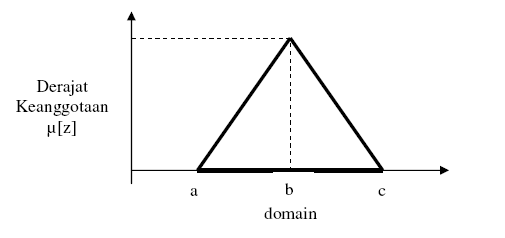 Derajat
Keanggotaan
µ[z]
a
b
c
domain